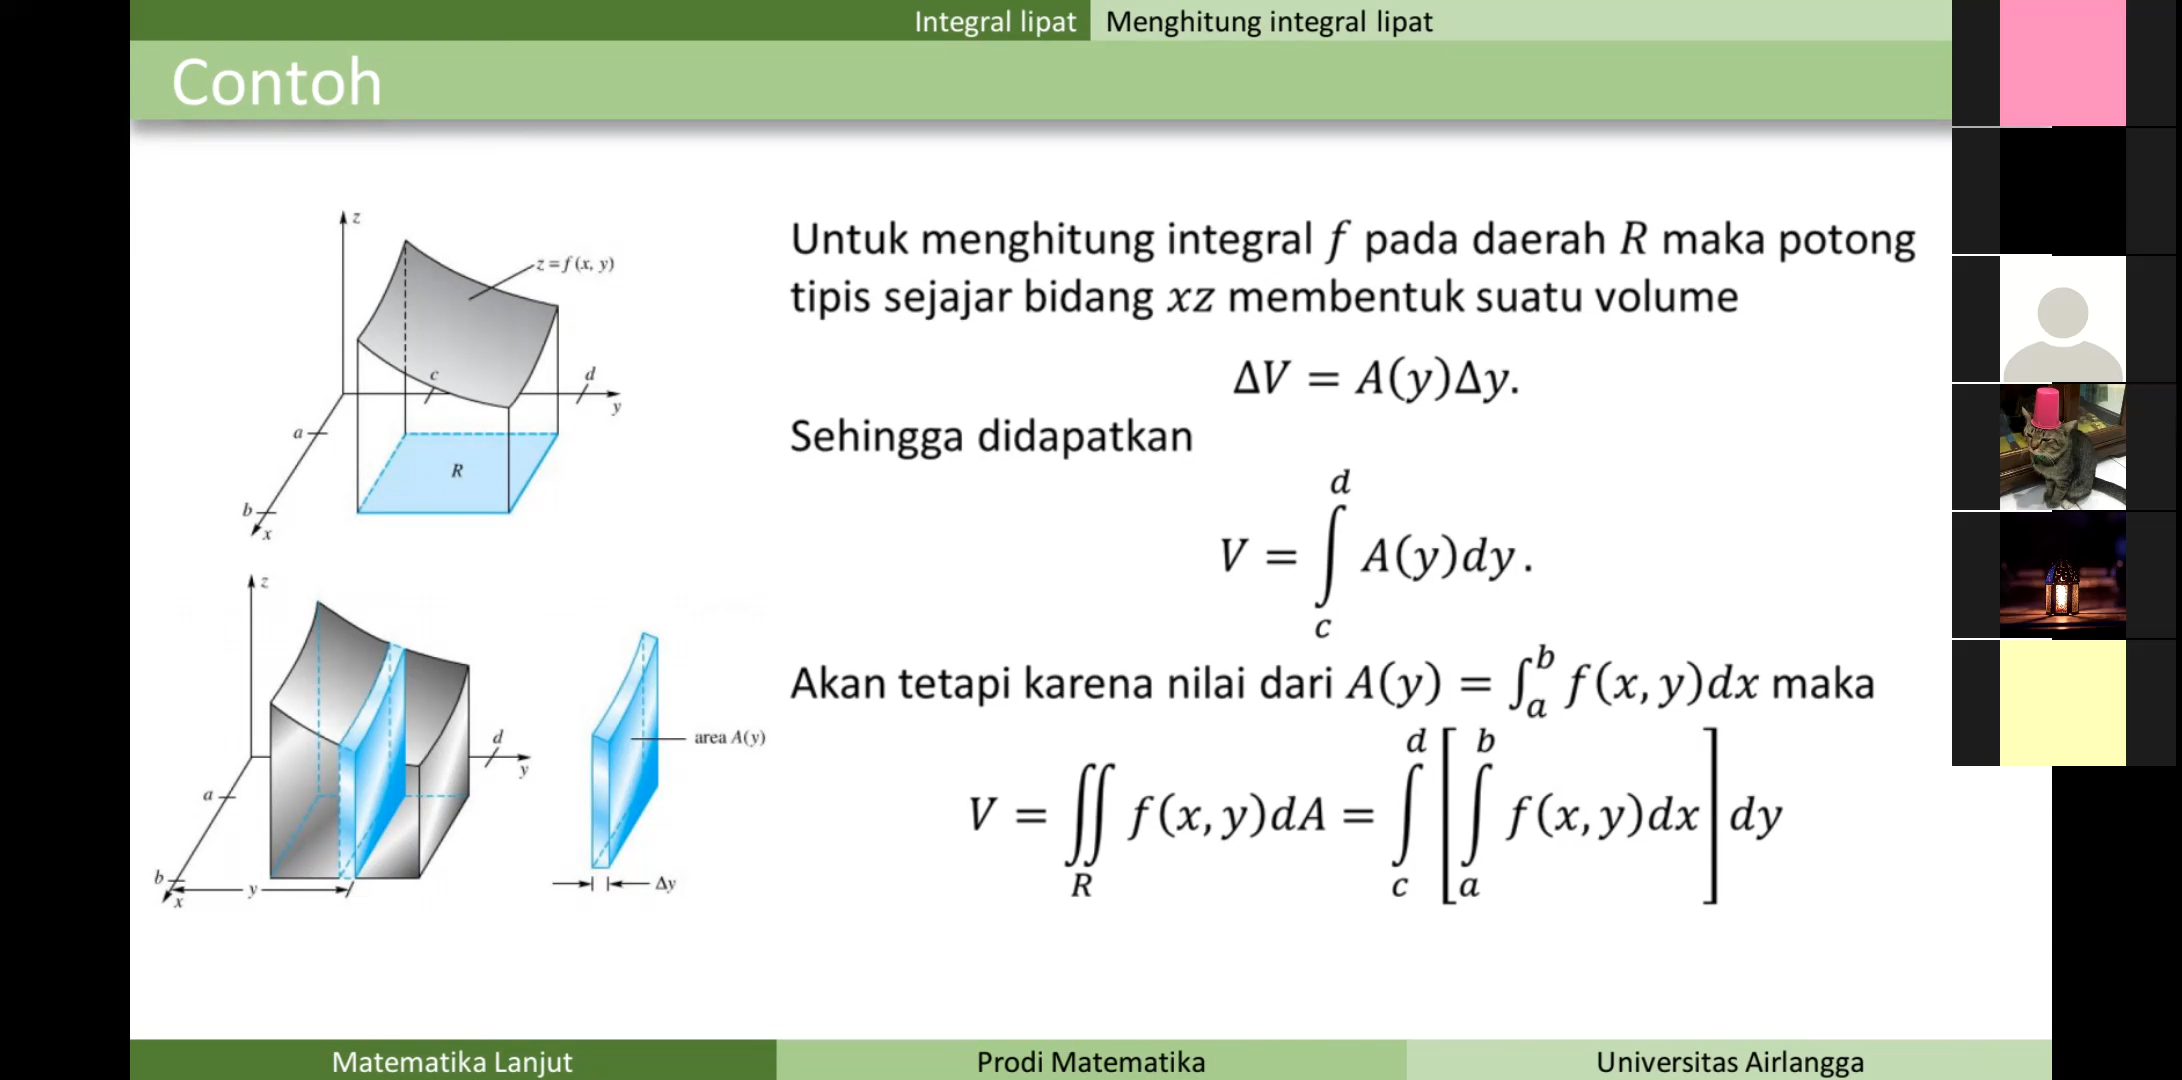 Integral lipat Menghitung integral lipat
Contoh
z
z = f (x, y)
c
d
y
a
R
b
x
z
d
y
a
area A(y)
b
x
y
Δy
Untuk menghitung integral f pada daerah R maka potong
tipis sejajar bidang xz membentuk suatu volume
ΔV = A(y)Δy.
Sehingga didapatkan
V = ∫_c^d A(y)dy.
Akan tetapi karena nilai dari A(y) = ∫_a^b f(x, y)dx maka
V = ∬_R f(x, y)dA = ∫_c^d [∫_a^b f(x, y)dx] dy
Matematika Lanjut Prodi Matematika Universitas Airlangga